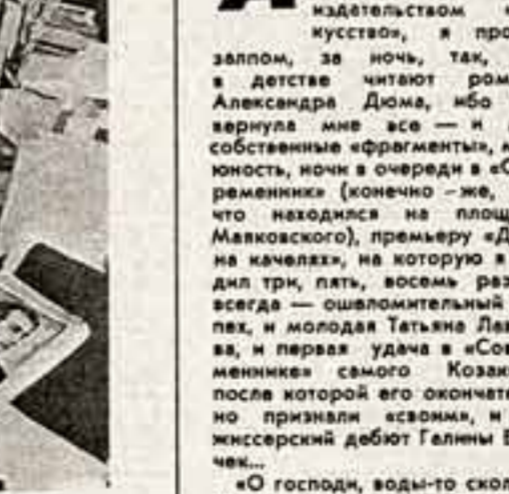 А
издательством «
кусство», я про
залпом, за ночь, так,
в детстве читают ром
Александра Дюма, ибо
вернула мне все — и
собственные «фрагменты», м
юность, ночи в очереди в «С
ременник» (конечно -же,
что находился на площ
Маяковского), премьеру «Д
на качелях», на которую я
дил три, пять, восемь раз
всегда — ошеломительный
пех, и молодая Татьяна Лав
ва, и первая удача в «Сов
меннике» самого Козак
после которой его окончате
но признали «своим», и
жиссерский дебют Галины В
чек...
«О господи, воды-то скол